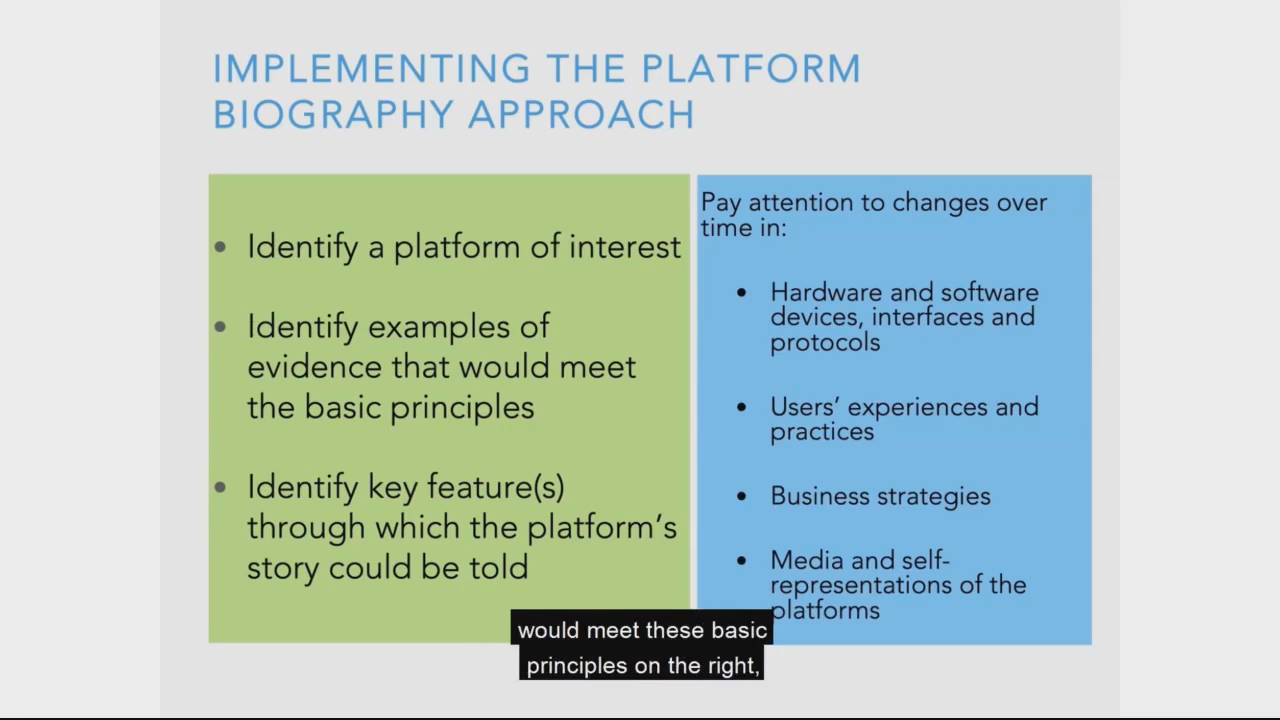 IMPLEMENTING THE PLATFORM
BIOGRAPHY APPROACH
• Identify a platform of interest
• Identify examples of
evidence that would meet
the basic principles
• Identify key feature(s)
through which the platform’s
story could be told
Pay attention to changes over
time in:
• Hardware and software
devices, interfaces and
protocols
• Users’ experiences and
practices
• Business strategies
• Media and self-
representations of the
platforms
would meet these basic
principles on the right,